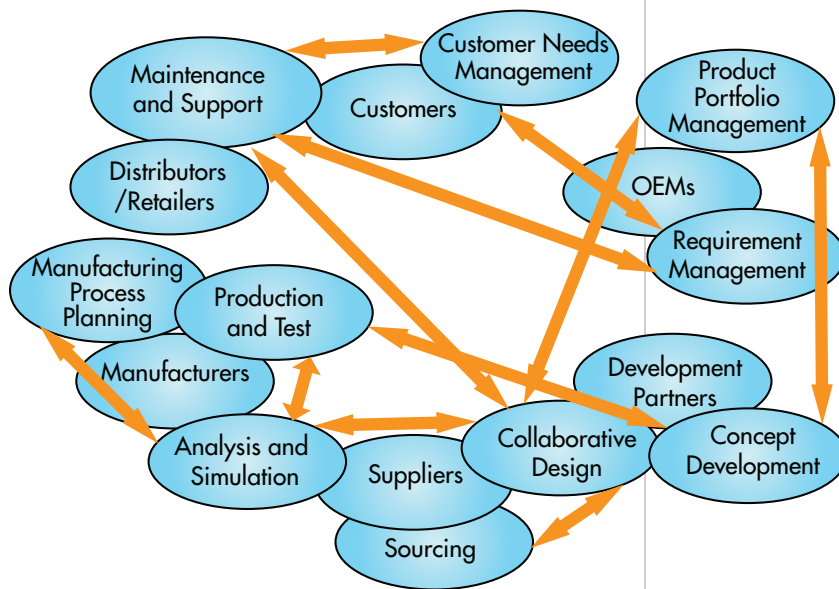 Customer Needs
Management
Maintenance
and Support
Customers
Product
Portfolio
Management
Distributors
/Retailers
OEMs
Requirement
Management
Manufacturing
Process
Planning
Production
and Test
Manufacturers
Development
Partners
Analysis and
Simulation
Suppliers
Collaborative
Design
Concept
Development
Sourcing